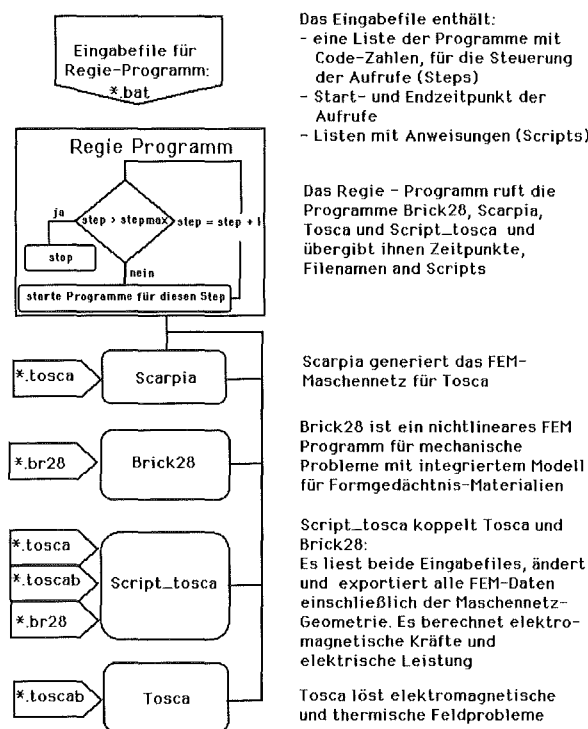 Eingabefile für
Regie-Programm:
*.bat
Das Eingabefile enthält:
- eine Liste der Programme mit
Code-Zahlen, für die Steuerung
der Aufrufe (Steps)
- Start- und Endzeitpunkt der
Aufrufe
- Listen mit Anweisungen (Scripts)
Regie Programm
ja
step > stepmax
step = step + 1
stop
nein
starte Programme für diesen Step
Das Regie - Programm ruft die
Programme Brick28, Scarpia,
Tosca und Script_tosca und
übergibt ihnen Zeitpunkte,
Filenamen and Scripts
*.tosca
Scarpia
Scarpia generiert das FEM-
Maschennetz für Tosca
*.br28
Brick28
Brick28 ist ein nichtlineares FEM
Programm für mechanische
Probleme mit integriertem Modell
für Formgedächtnis-Materialien
*.tosca
*.toscab
*.br28
Script_tosca
Script_tosca koppelt Tosca und
Brick28:
Es liest beide Eingabefiles, ändert
und exportiert alle FEM-Daten
einschließlich der Maschennetz-
Geometrie. Es berechnet elektro-
magnetische Kräfte und
elektrische Leistung
*.toscab
Tosca
Tosca löst elektromagnetische
und thermische Feldprobleme